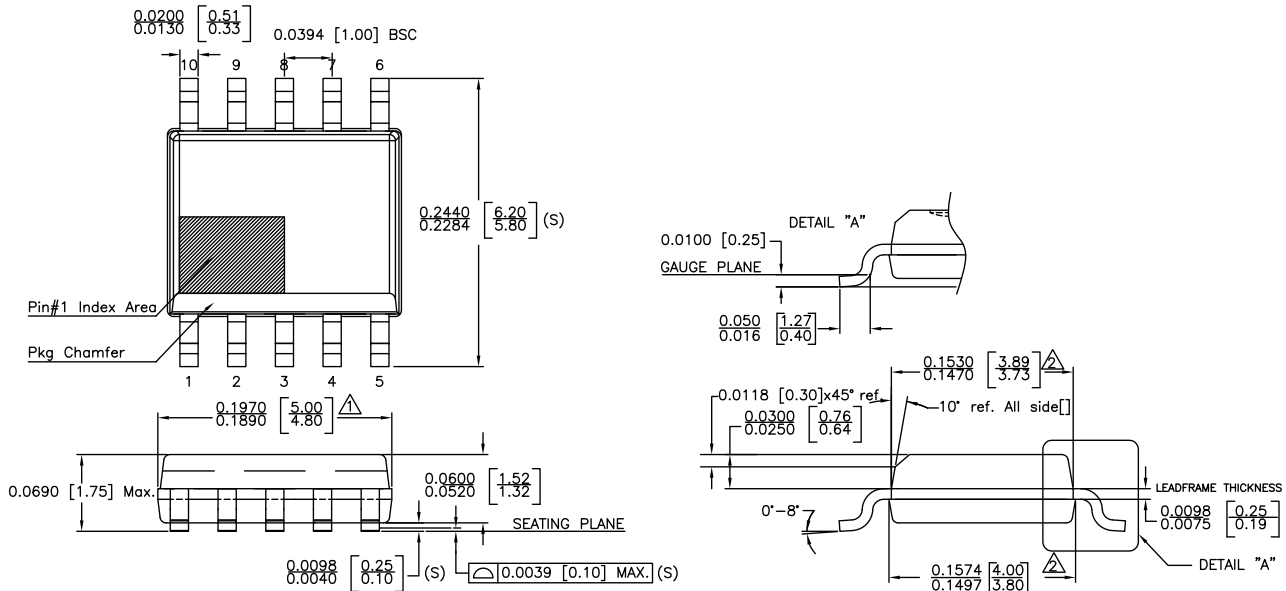 0.0200 [0.51]
0.0130 [0.33]
0.0394 [1.00] BSC
10 9 8 7 6
0.2440 [6.20] (S)
0.2284 [5.80]
Pin#1 Index Area
Pkg Chamfer
1 2 3 4 5
DETAIL "A"
0.0100 [0.25]
GAUGE PLANE
0.050 [1.27]
0.016 [0.40]
0.1970 [5.00] 1
0.1890 [4.80]
0.0690 [1.75] Max.
0.0600 [1.52]
0.0520 [1.32]
SEATING PLANE
0.0098 [0.25] (S)
0.0040 [0.10]
0.0039 [0.10] MAX. (S)
0.1530 [3.89] 2
0.1470 [3.73]
0.0118 [0.30]x45° ref
10° ref. All side[]
0.0300 [0.76]
0.0250 [0.64]
0°-8°
LEADFRAME THICKNESS
0.0098 [0.25]
0.0075 [0.19]
DETAIL "A"
0.1574 [4.00] 2
0.1497 [3.80]